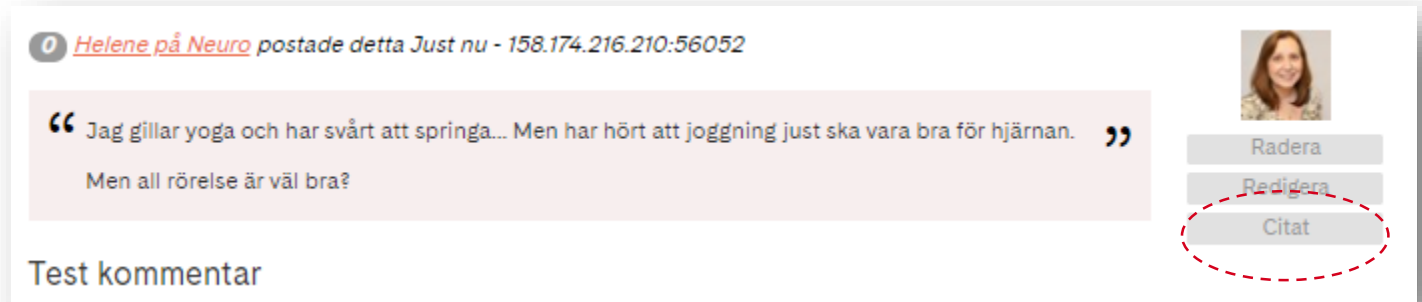 0 Helene på Neuro postade detta Just nu - 158.174.216.210:56052
“ Jag gillar yoga och har svårt att springa... Men har hört att joggning just ska vara bra för hjärnan. ”
Men all rörelse är väl bra?
Test kommentar
Radera
Redigera
Citat